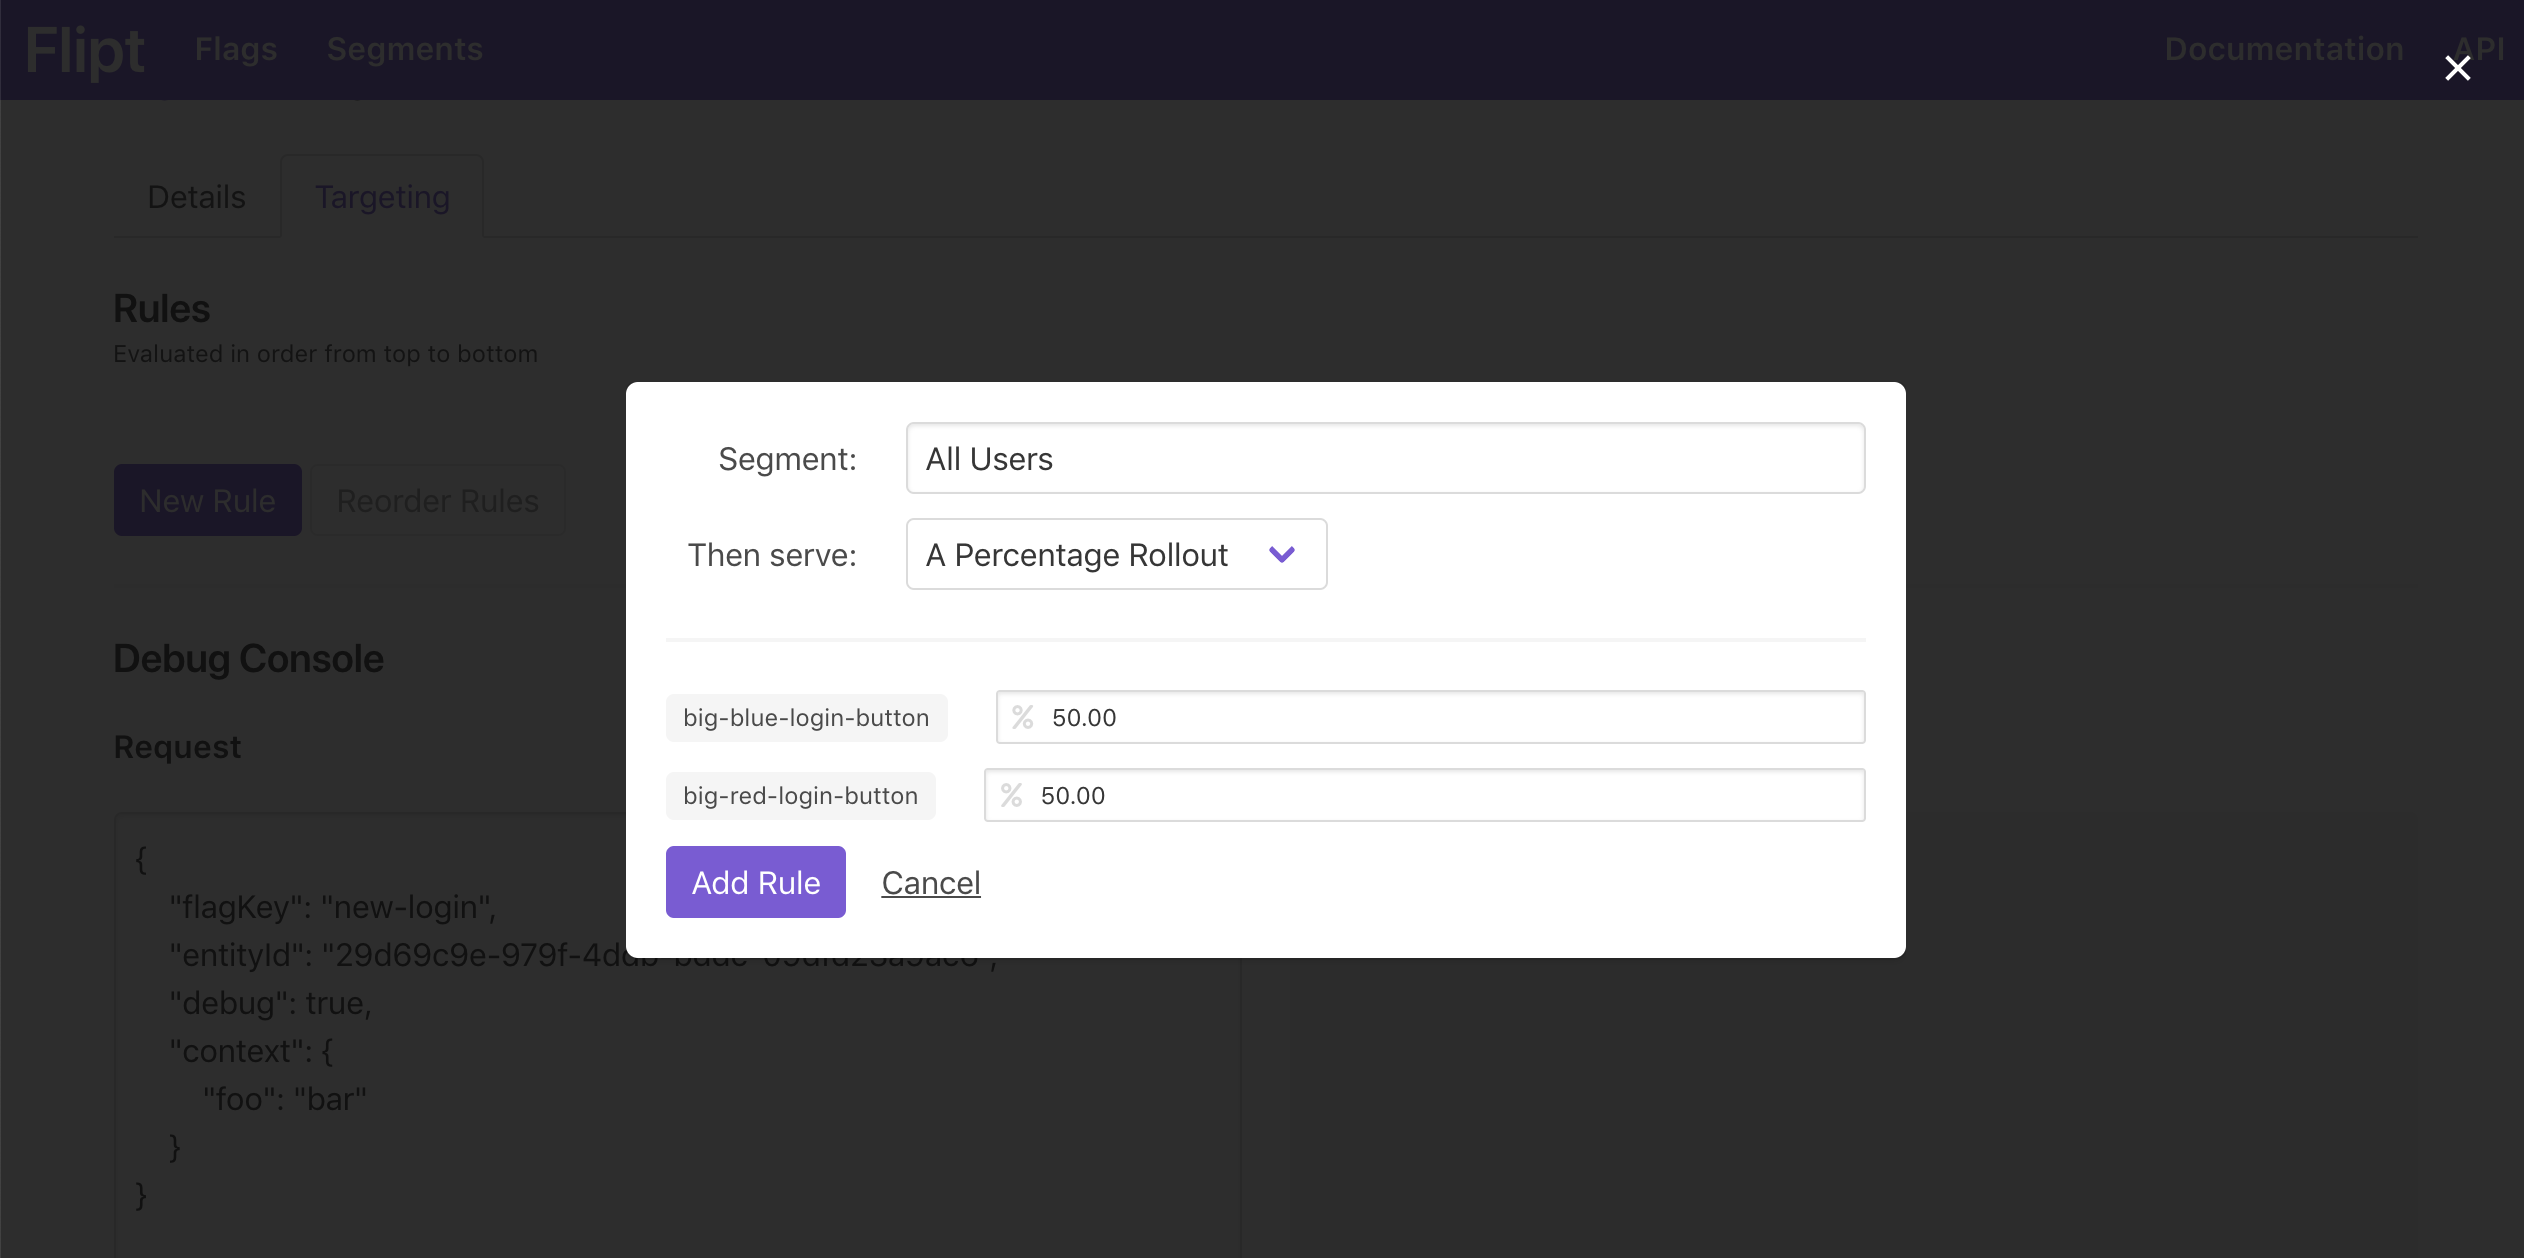 Flipt Flags Segments Documentation API
Details Targeting
Rules
Evaluated in order from top to bottom
New Rule Reorder Rules
Segment: All Users
Then serve: A Percentage Rollout
big-blue-login-button % 50.00
big-red-login-button % 50.00
Add Rule Cancel
Debug Console
Request
{
"flagKey": "new-login",
"entityId": "29d69c9e-979f-4ddb
"debug": true,
"context": {
"foo": "bar"
}
}